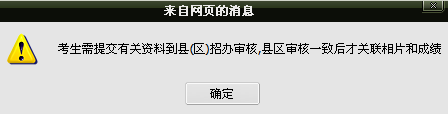 来自网页的消息
考生需提交有关资料到县(区)招办审核,县区审核一致后才关联相片和成绩
确定